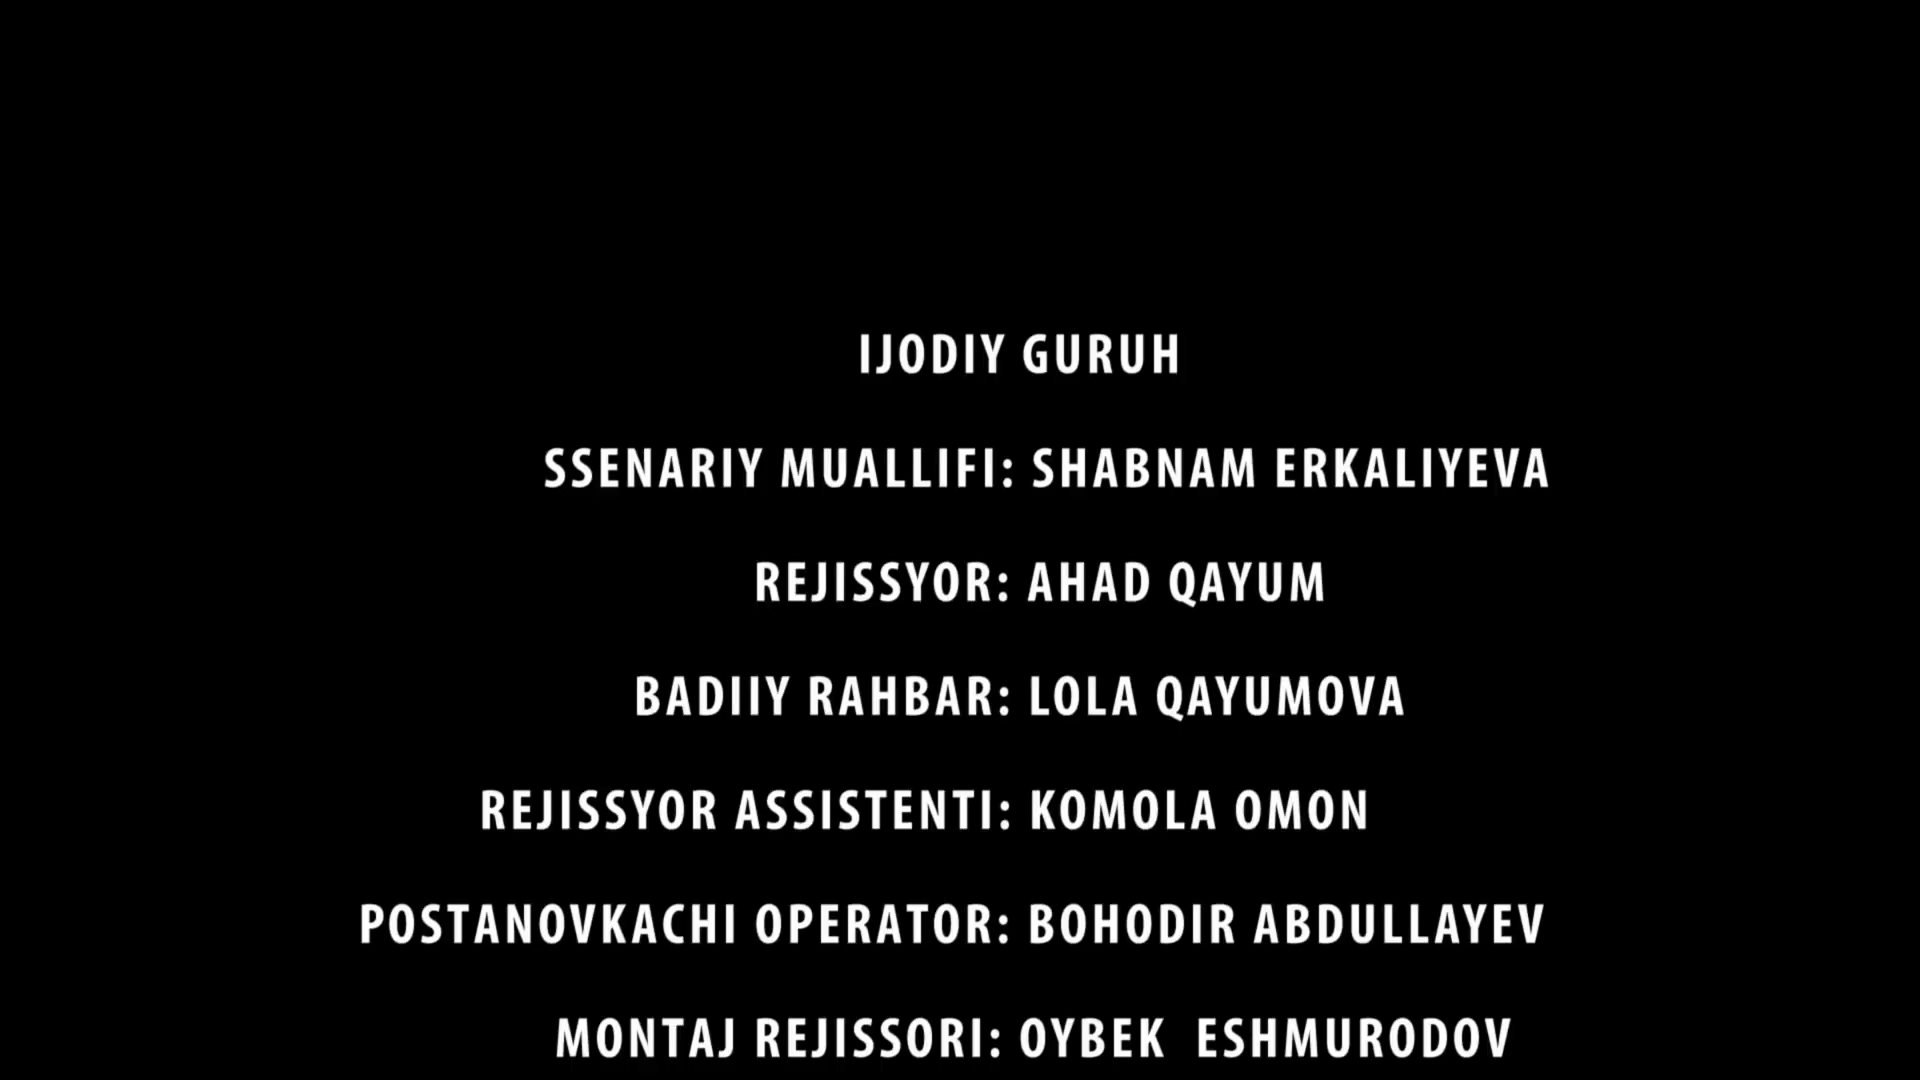 IJODIY GURUH
SSENARIY MUALLIFI: SHABNAM ERKALIYEVA
REJISSYOR: AHAD QAYUM
BADIIY RAHBAR: LOLA QAYUMOVA
REJISSYOR ASSISTENTI: KOMOLA OMON
POSTANOVKACHI OPERATOR: BOHODIR ABDULLAYEV
MONTAJ REJISSORI: OYBEK ESHMURODOV